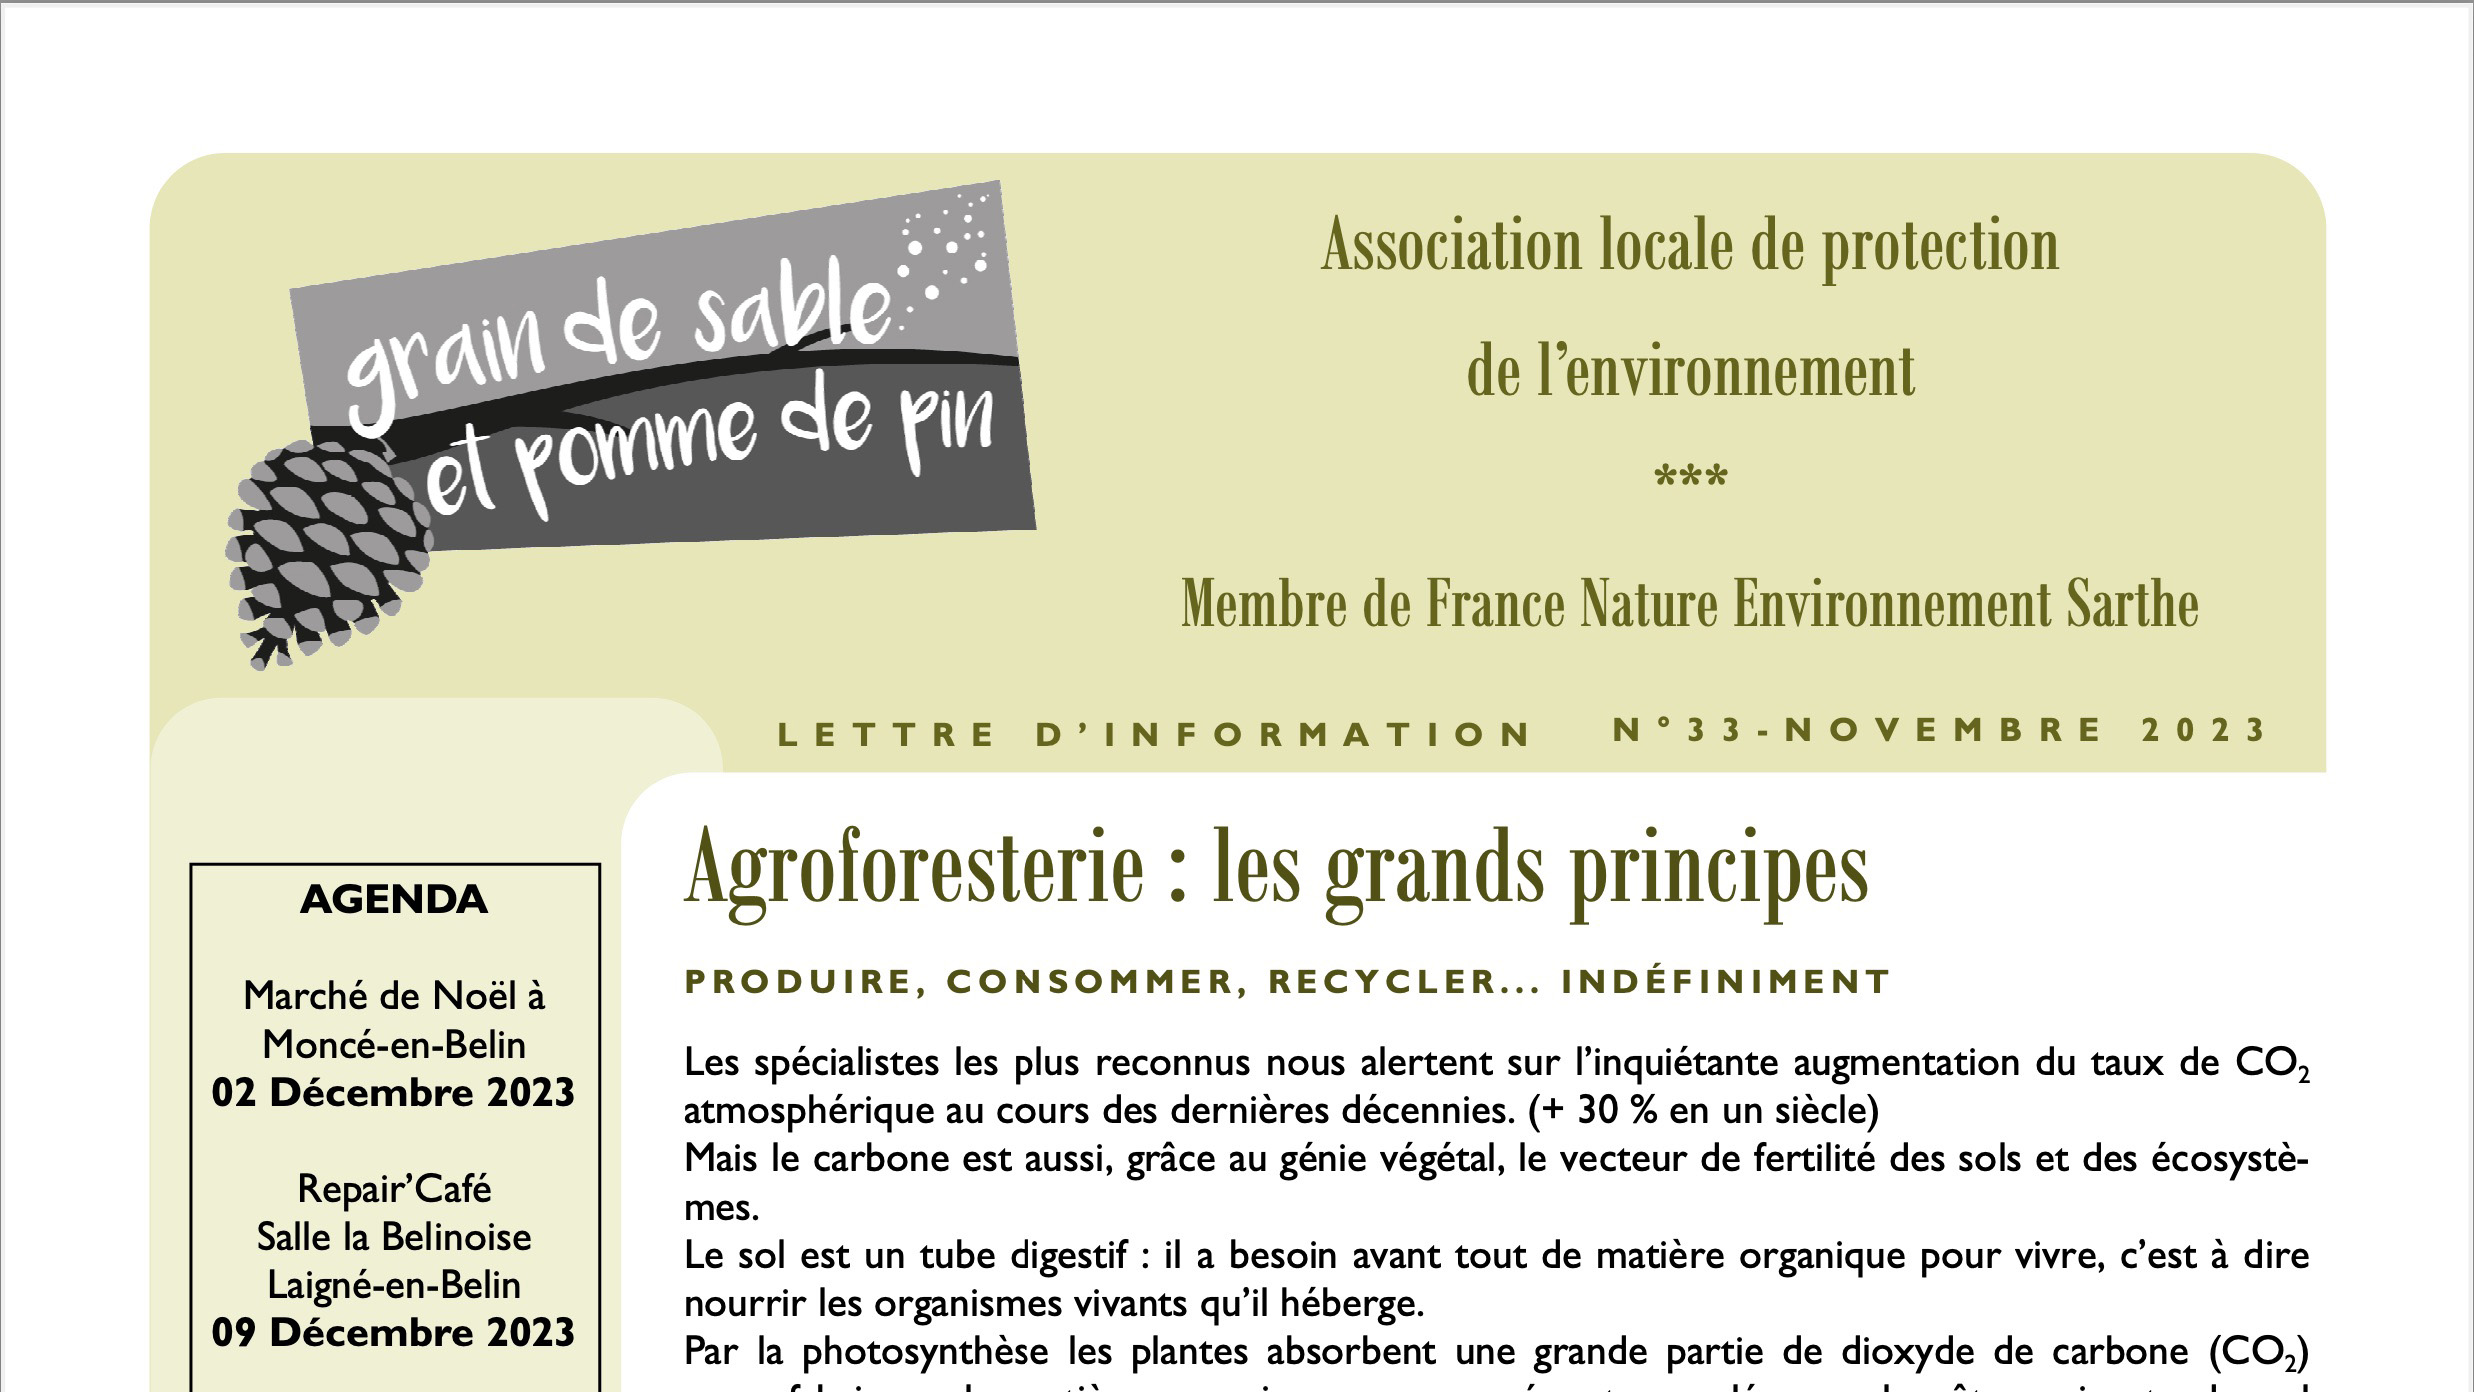 grain de sable
et pomme de pin
Association locale de protection
de l’environnement
***
Membre de France Nature Environnement Sarthe
LETTRE D’INFORMATION N°33-NOVEMBRE 2023
AGENDA
Marché de Noël à
Moncé-en-Belin
02 Décembre 2023
Repair’Café
Salle la Belinoise
Laigné-en-Belin
09 Décembre 2023
Agroforesterie : les grands principes
PRODUIRE, CONSOMMER, RECYCLER... INDÉFINIMENT
Les spécialistes les plus reconnus nous alertent sur l’inquiétante augmentation du taux de CO₂
atmosphérique au cours des dernières décennies. (+ 30 % en un siècle)
Mais le carbone est aussi, grâce au génie végétal, le vecteur de fertilité des sols et des écosystè-
mes.
Le sol est un tube digestif : il a besoin avant tout de matière organique pour vivre, c’est à dire
nourrir les organismes vivants qu’il héberge.
Par la photosynthèse les plantes absorbent une grande partie de dioxyde de carbone (CO₂)